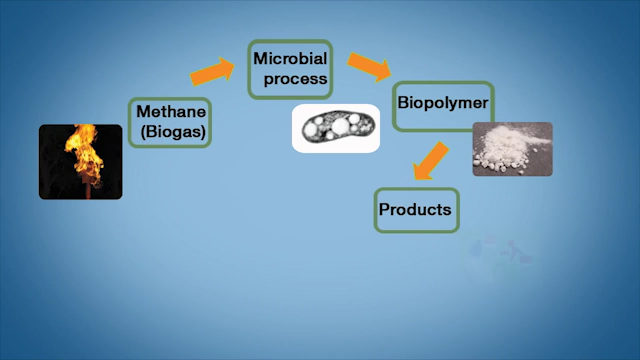 Methane
(Biogas)
Microbial
process
Biopolymer
Products